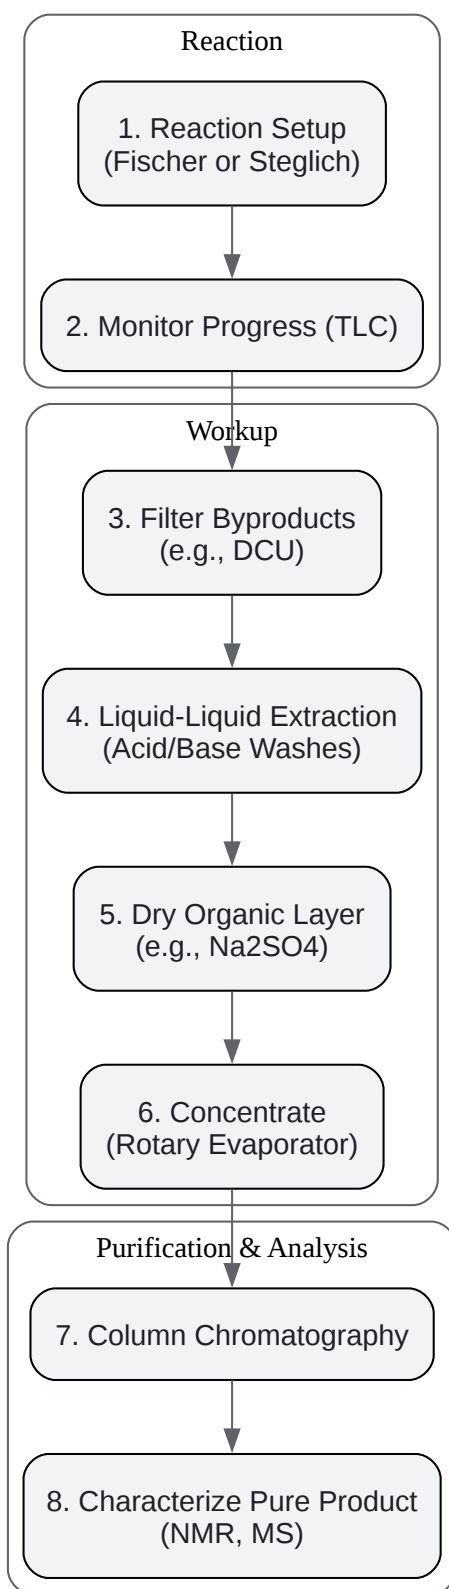 Reaction
1. Reaction Setup
(Fischer or Steglich)
2. Monitor Progress (TLC)
Workup
3. Filter Byproducts
(e.g., DCU)
4. Liquid-Liquid Extraction
(Acid/Base Washes)
5. Dry Organic Layer
(e.g., Na2SO4)
6. Concentrate
(Rotary Evaporator)
Purification & Analysis
7. Column Chromatography
8. Characterize Pure Product
(NMR, MS)